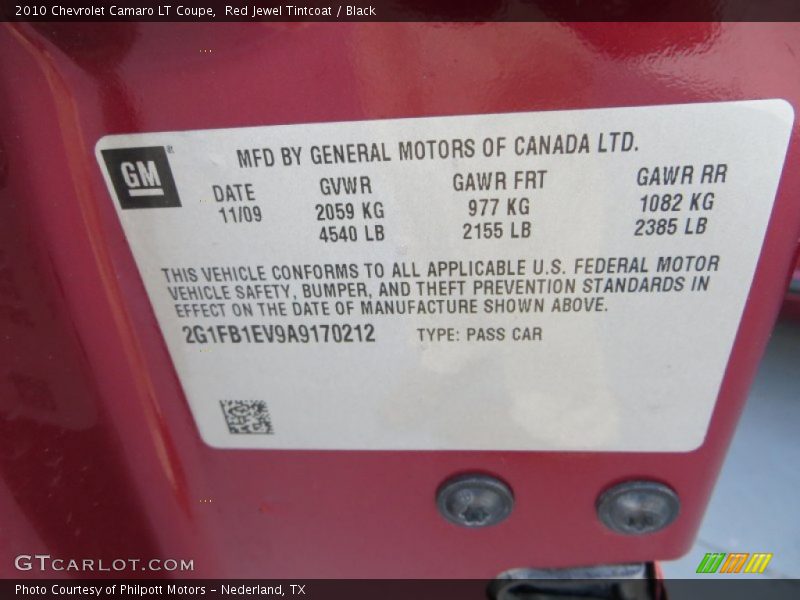 2010 Chevrolet Camaro LT Coupe,  Red Jewel Tintcoat / Black
GM
MFD BY GENERAL MOTORS OF CANADA LTD.
DATE GVWR GAWR FRT GAWR RR
11/09 2059 KG 977 KG 1082 KG
4540 LB 2155 LB 2385 LB
THIS VEHICLE CONFORMS TO ALL APPLICABLE U.S. FEDERAL MOTOR
VEHICLE SAFETY, BUMPER, AND THEFT PREVENTION STANDARDS IN
EFFECT ON THE DATE OF MANUFACTURE SHOWN ABOVE.
2G1FB1EV9A9170212 TYPE: PASS CAR
GTCARLOT.COM
Photo Courtesy of Philpott Motors – Nederland, TX